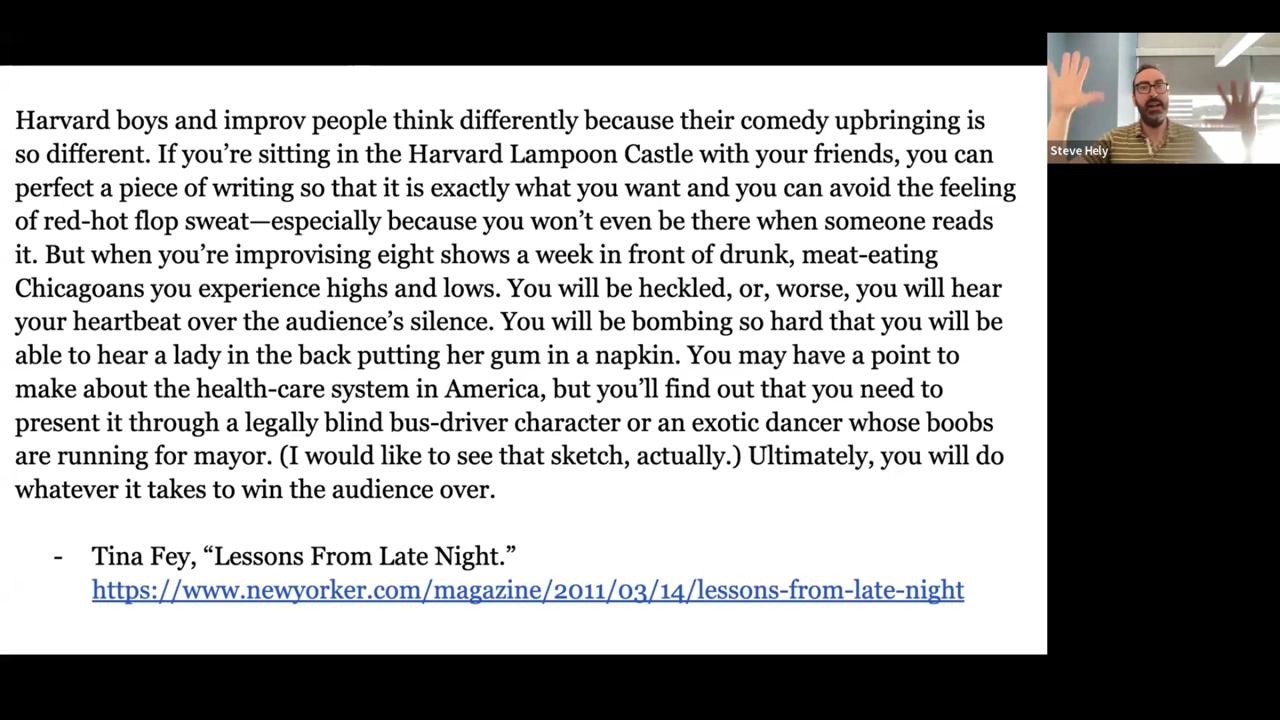 Harvard boys and improv people think differently because their comedy upbringing is
so different. If you’re sitting in the Harvard Lampoon Castle with your friends, you can
perfect a piece of writing so that it is exactly what you want and you can avoid the feeling
of red-hot flop sweat—especially because you won’t even be there when someone reads
it. But when you’re improvising eight shows a week in front of drunk, meat-eating
Chicagoans you experience highs and lows. You will be heckled, or, worse, you will hear
your heartbeat over the audience’s silence. You will be bombing so hard that you will be
able to hear a lady in the back putting her gum in a napkin. You may have a point to
make about the health-care system in America, but you’ll find out that you need to
present it through a legally blind bus-driver character or an exotic dancer whose boobs
are running for mayor. (I would like to see that sketch, actually.) Ultimately, you will do
whatever it takes to win the audience over.
- Tina Fey, “Lessons From Late Night.”
https://www.newyorker.com/magazine/2011/03/14/lessons-from-late-night
Steve Hely